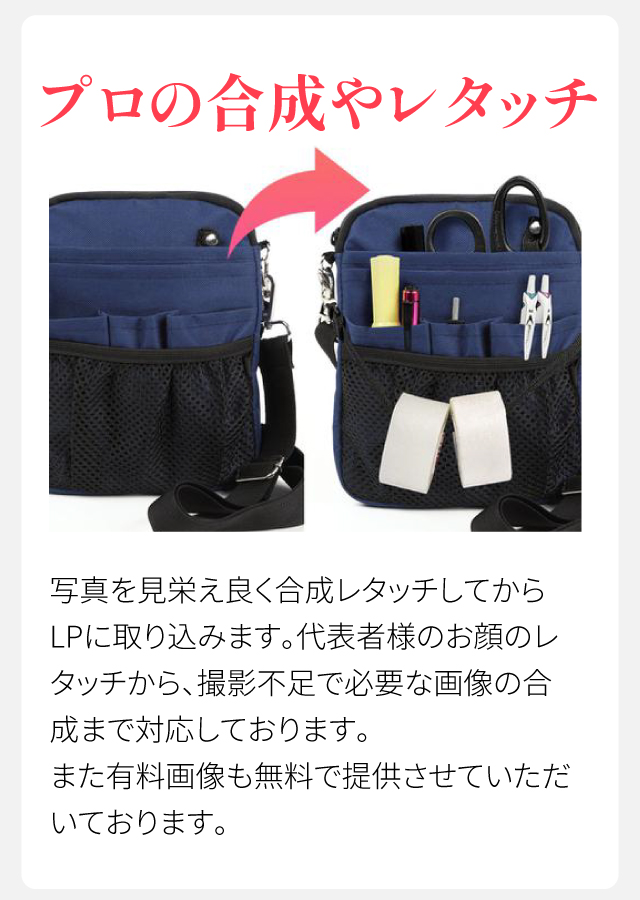 プロの合成やレタッチ
写真を見栄え良く合成レタッチしてから
LPに取り込みます。代表者様のお顔のレ
タッチから、撮影不足で必要な画像の合
成まで対応しております。
また有料画像も無料で提供させていただ
いております。